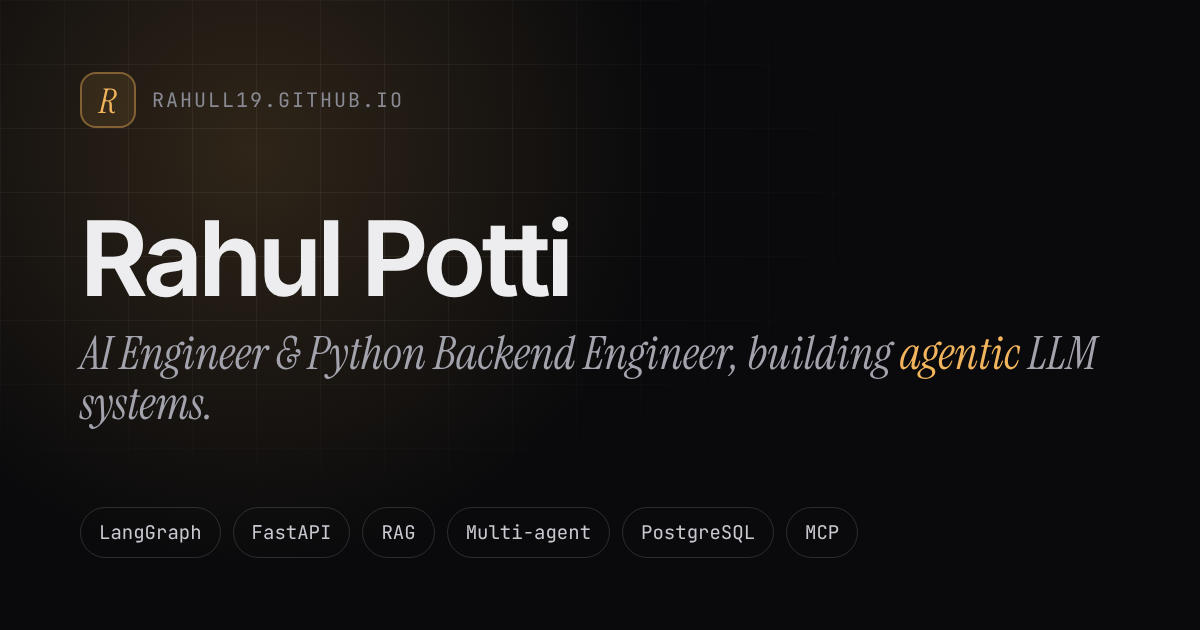 R
RAHULL19.GITHUB.IO
Rahul Potti
AI Engineer & Python Backend Engineer, building agentic LLM
systems.
LangGraph FastAPI RAG Multi-agent PostgreSQL MCP